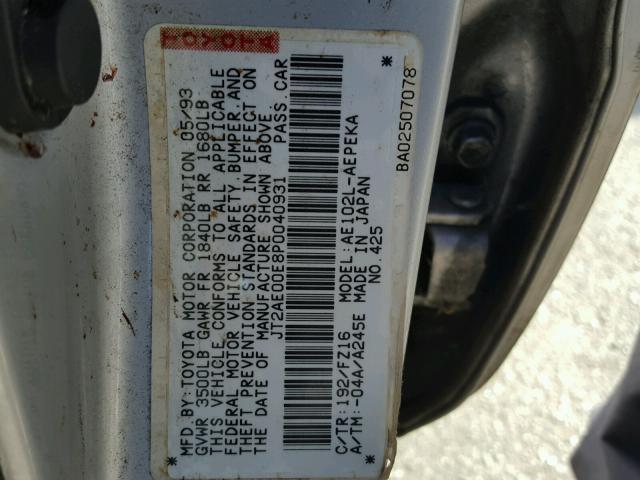 TOYOTA
MFD.BY:TOYOTA MOTOR CORPORATION 05/93
GVWR 3500LB GAWR FR 1840LB RR 1680LB
THIS VEHICLE CONFORMS TO ALL APPLICABLE
FEDERAL MOTOR VEHICLE SAFETY, BUMPER, AND
THEFT PREVENTION STANDARDS IN EFFECT ON
THE DATE OF MANUFACTURE SHOWN ABOVE.
JT2AE00E8P0040931 PASS CAR
C/TR:192/FZ16 MODEL:AE102L-AEPEKA
A/TM:-04A/A245E MADE IN JAPAN
* NO.425 *
BA02507078